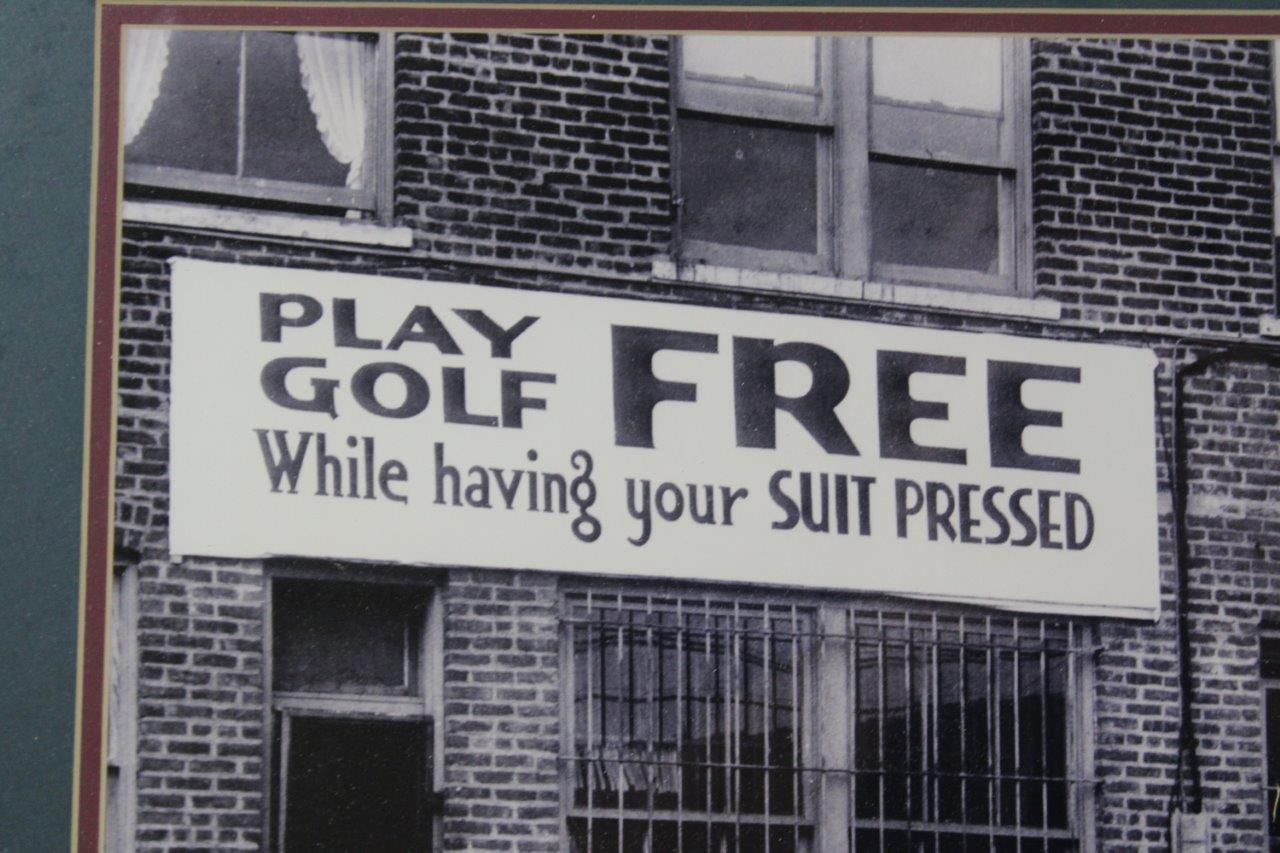 PLAY
GOLF FREE
While having your SUIT PRESSED